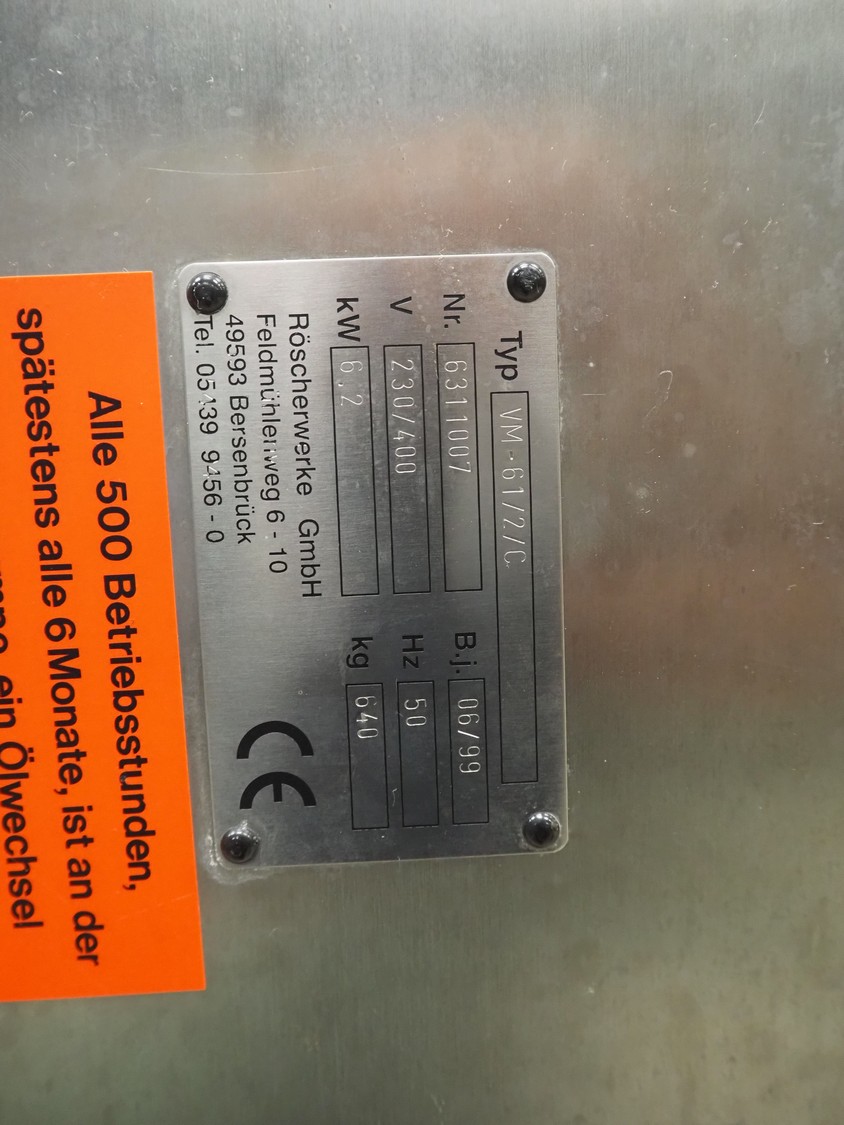 Typ VM-61/2/C
Nr. 6311007 B.j. 06/99
V 230/400 Hz 50
kW 6,2 kg 640
Röscherwerke GmbH
Feldmühlenweg 6 - 10
49593 Bersenbrück
Tel. 05439 9456 - 0
CE
Alle 500 Betriebsstunden,
spätestens alle 6 Monate, ist an der
ein Ölwechsel